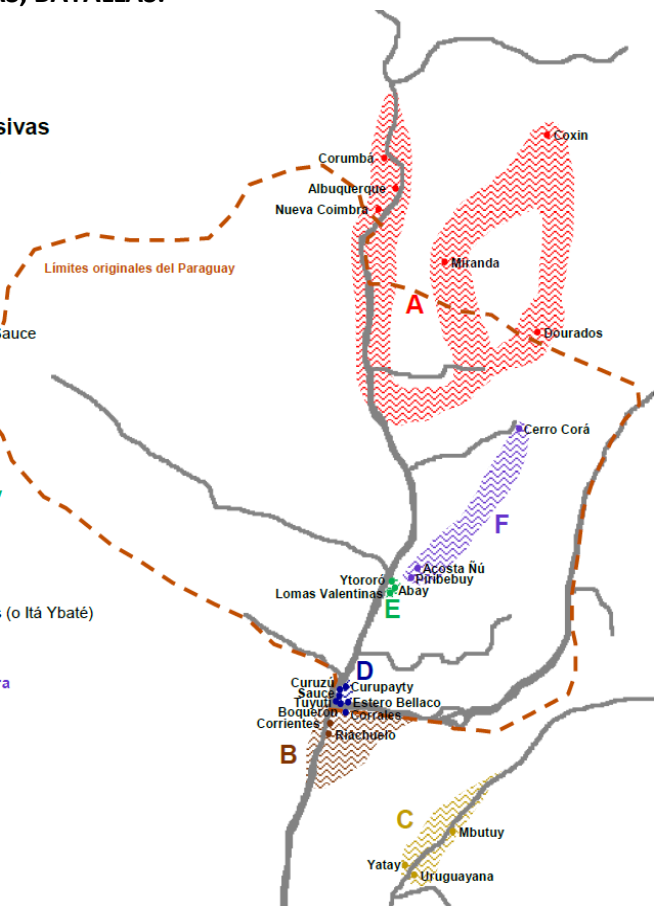 BATALLAS.
sivas
Corumbá
Coxin
Albuquerque
Nueva Coimbra
Límites originales del Paraguay
Miranda
A
Sauce
Dourados
Cerro Corá
F
Acosta Ñú
Ytororó
Piribebuy
Lomas Valentinas
Abay
E
s (o Itá Ybaté)
D
ra
Curuzú
Curupayty
Sauce
Tuyutí
Estero Bellaco
Boquerón
Corrales
Corrientes
Riachuelo
B
C
Mbutuy
Yatay
Uruguayana